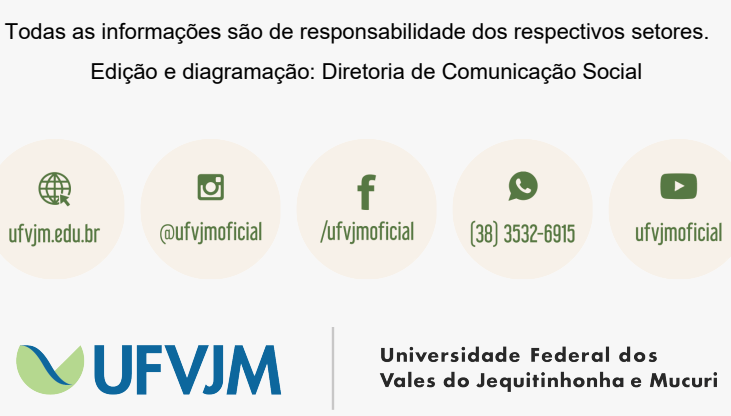 Todas as informações são de responsabilidade dos respectivos setores.
Edição e diagramação: Diretoria de Comunicação Social
ufvjm.edu.br
@ufvjmoficial
/ufvjmoficial
(38) 3532-6915
ufvjmoficial
UFVJM
Universidade Federal dos
Vales do Jequitinhonha e Mucuri